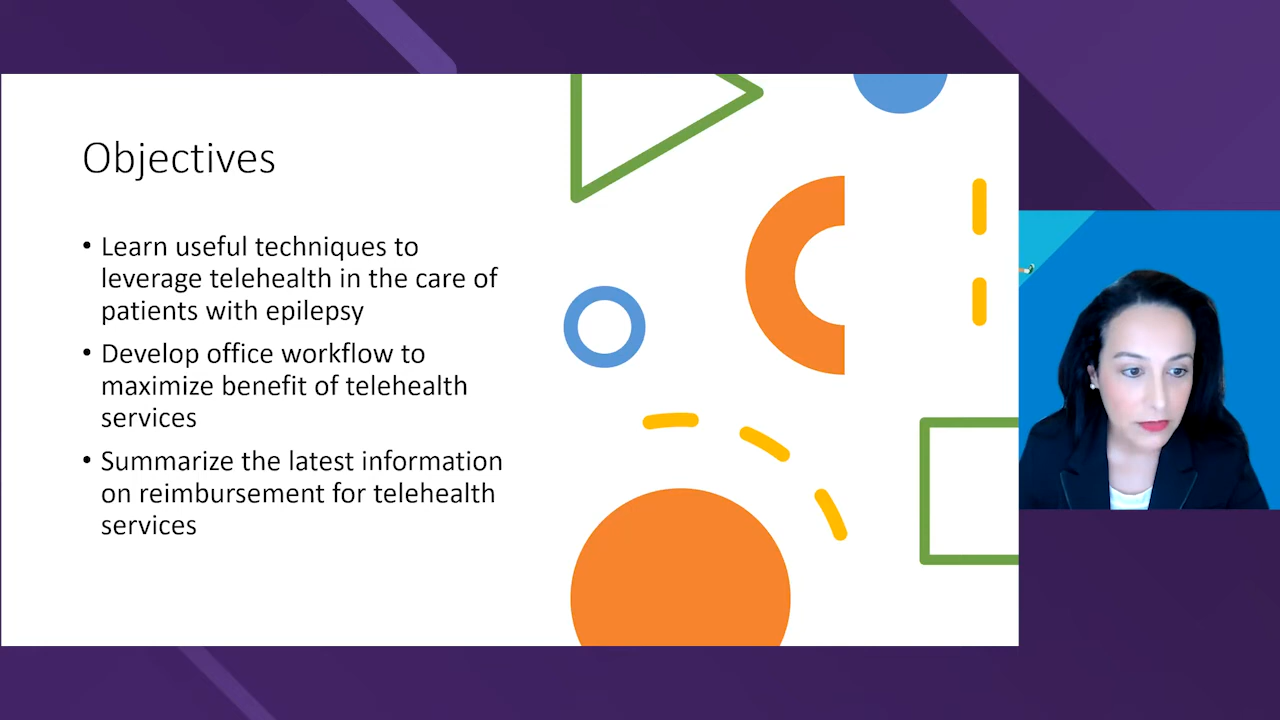 Objectives
• Learn useful techniques to
leverage telehealth in the care of
patients with epilepsy
• Develop office workflow to
maximize benefit of telehealth
services
• Summarize the latest information
on reimbursement for telehealth
services